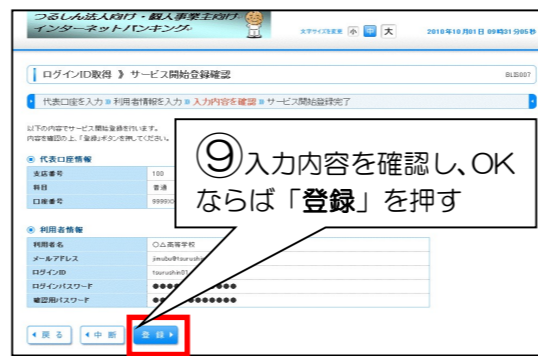 つるしん法人向け・個人事業主向け
インターネットバンキング
文字サイズを変更 小 中 大 2010年10月01日 09時31分05秒
ログインID取得 》 サービス開始登録確認 BLIS007
代表口座を入力 » 利用者情報を入力 » 入力内容を確認 » サービス開始登録完了
以下の内容でサービス開始登録を行います。
内容を確認の上、「登録」ボタンを押してください。
代表口座情報
支店番号 100
科目 普通
口座番号
⑨入力内容を確認し、OK
ならば「登録」を押す
利用者情報
利用者名 〇△高等学校
メールアドレス
ログインID tsurushin01
ログインパスワード ●●●●●●●●●●●●
確認用パスワード ●●●●●●●●●●●●
戻る 中断 登録